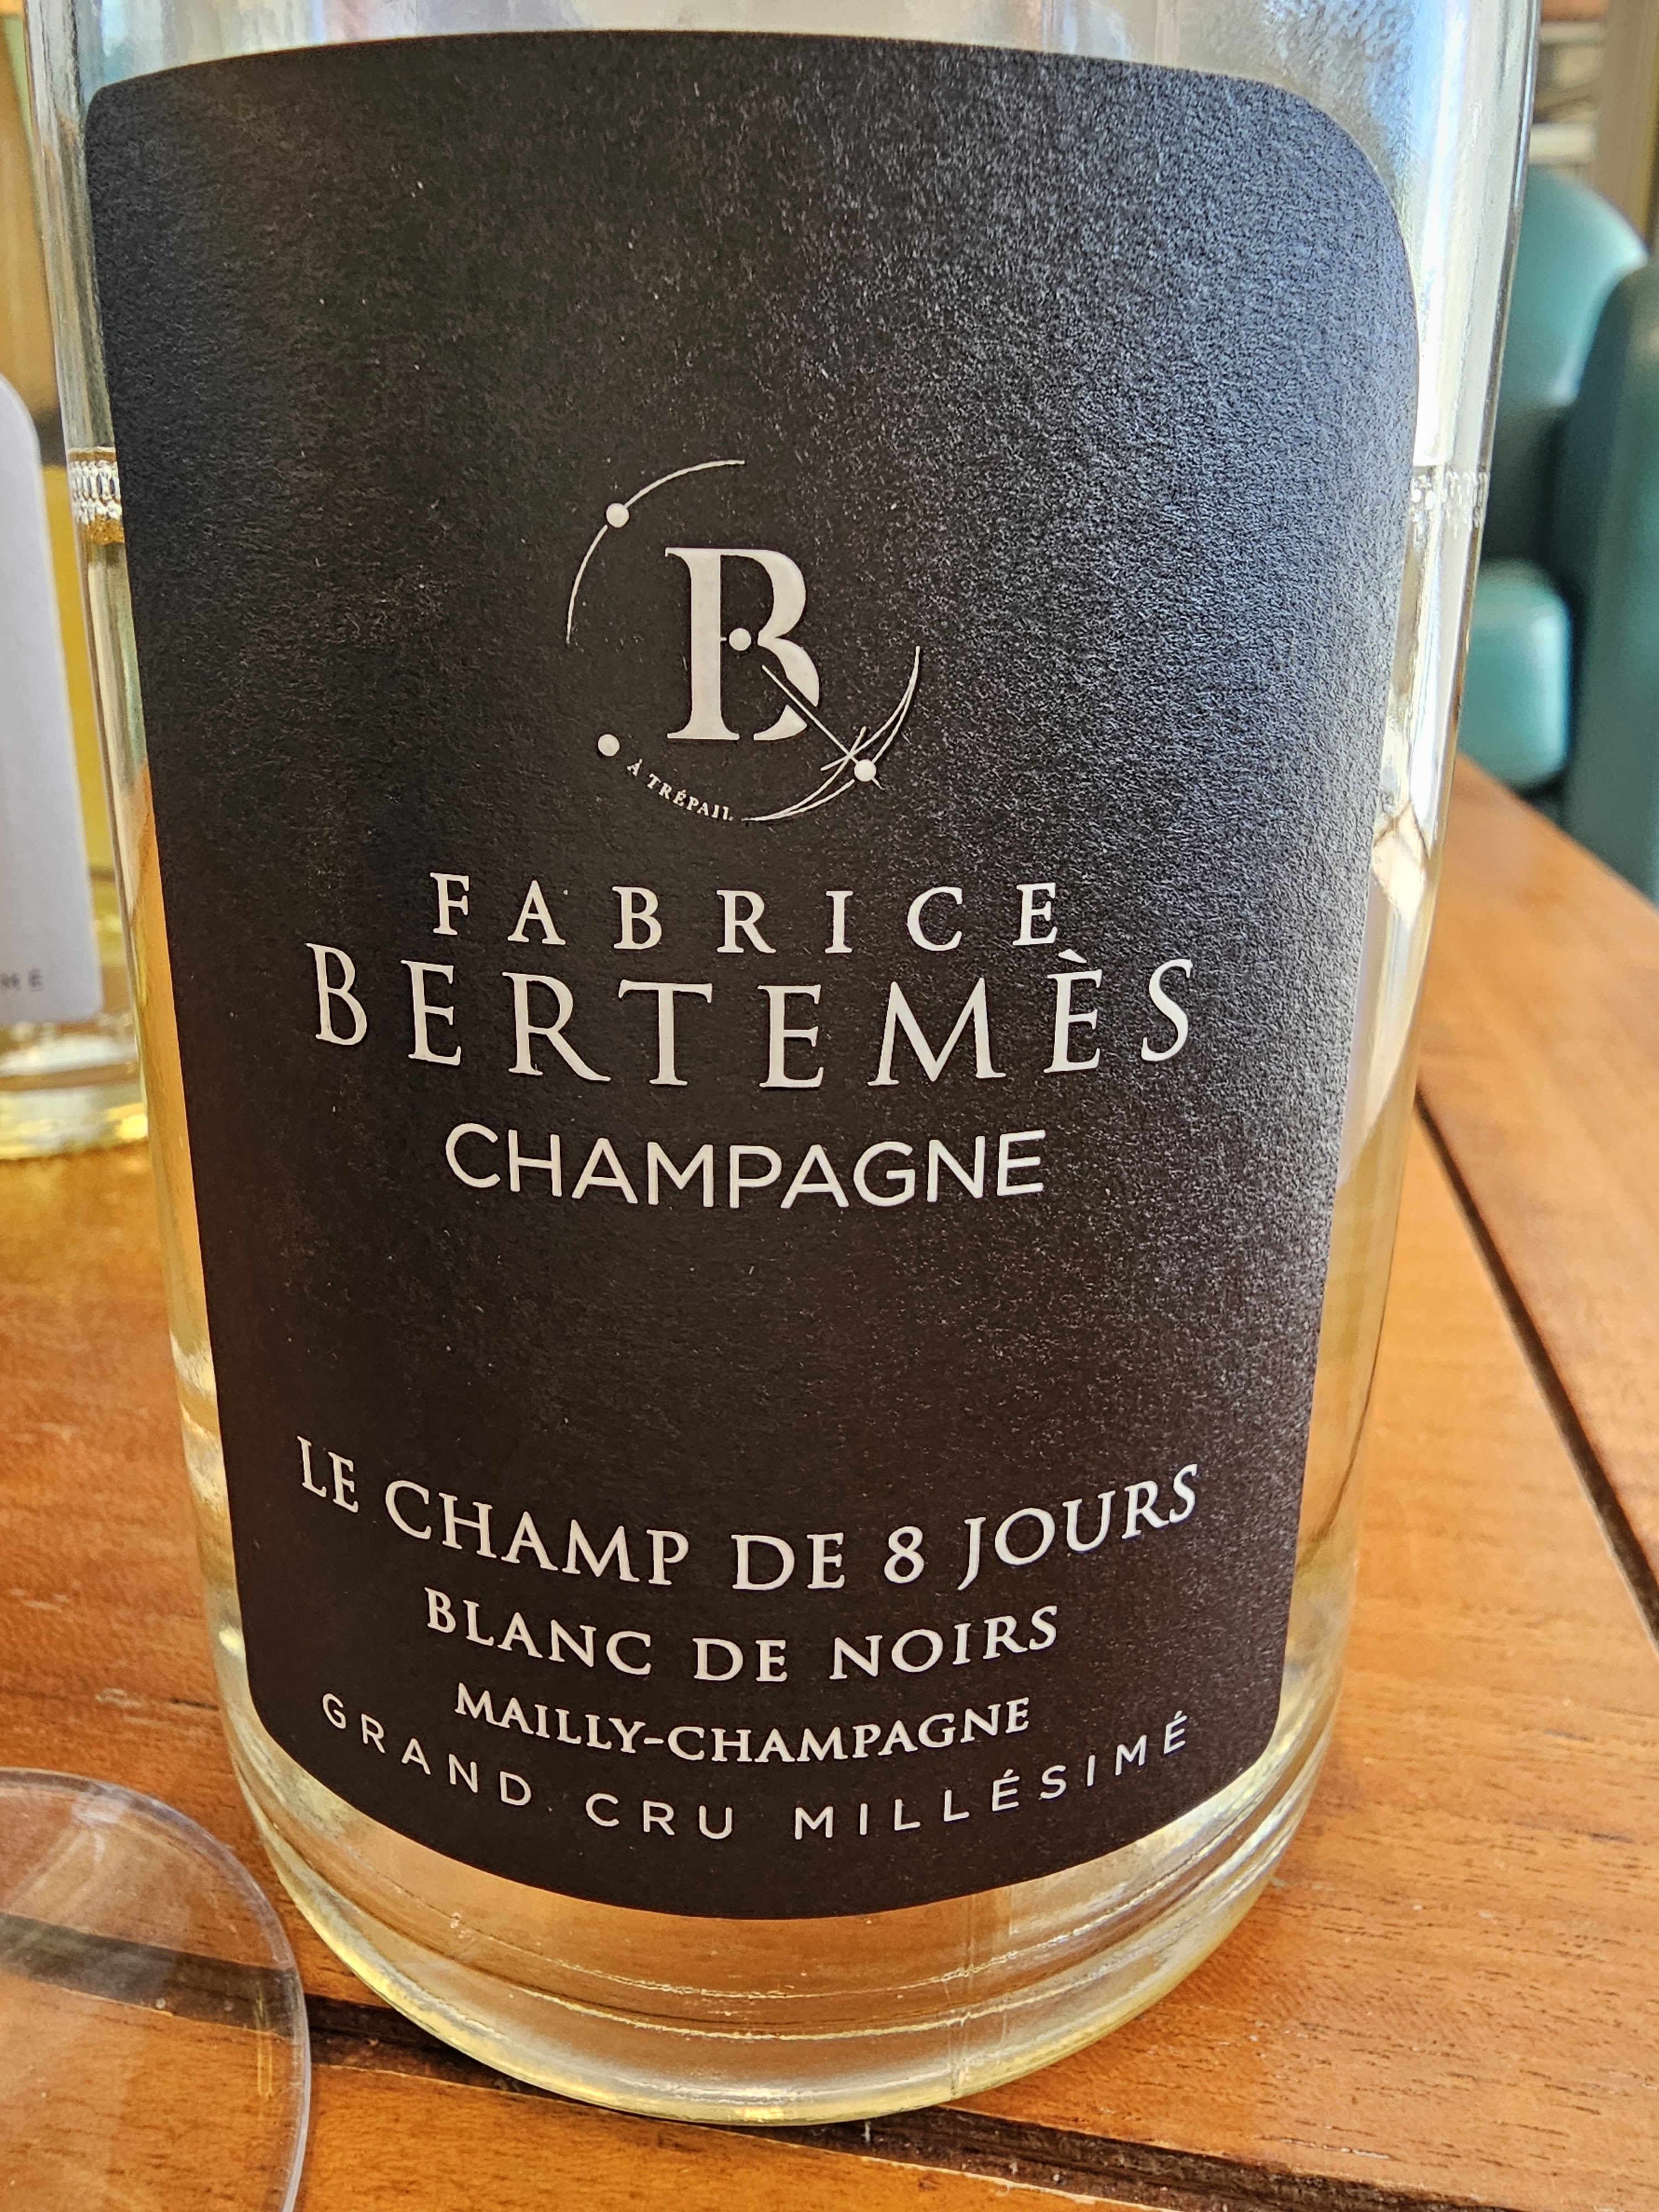 B
À TRÉPAIL
FABRICE
BERTEMÈS
CHAMPAGNE
LE CHAMP DE 8 JOURS
BLANC DE NOIRS
MAILLY-CHAMPAGNE
GRAND CRU MILLÉSIMÉ